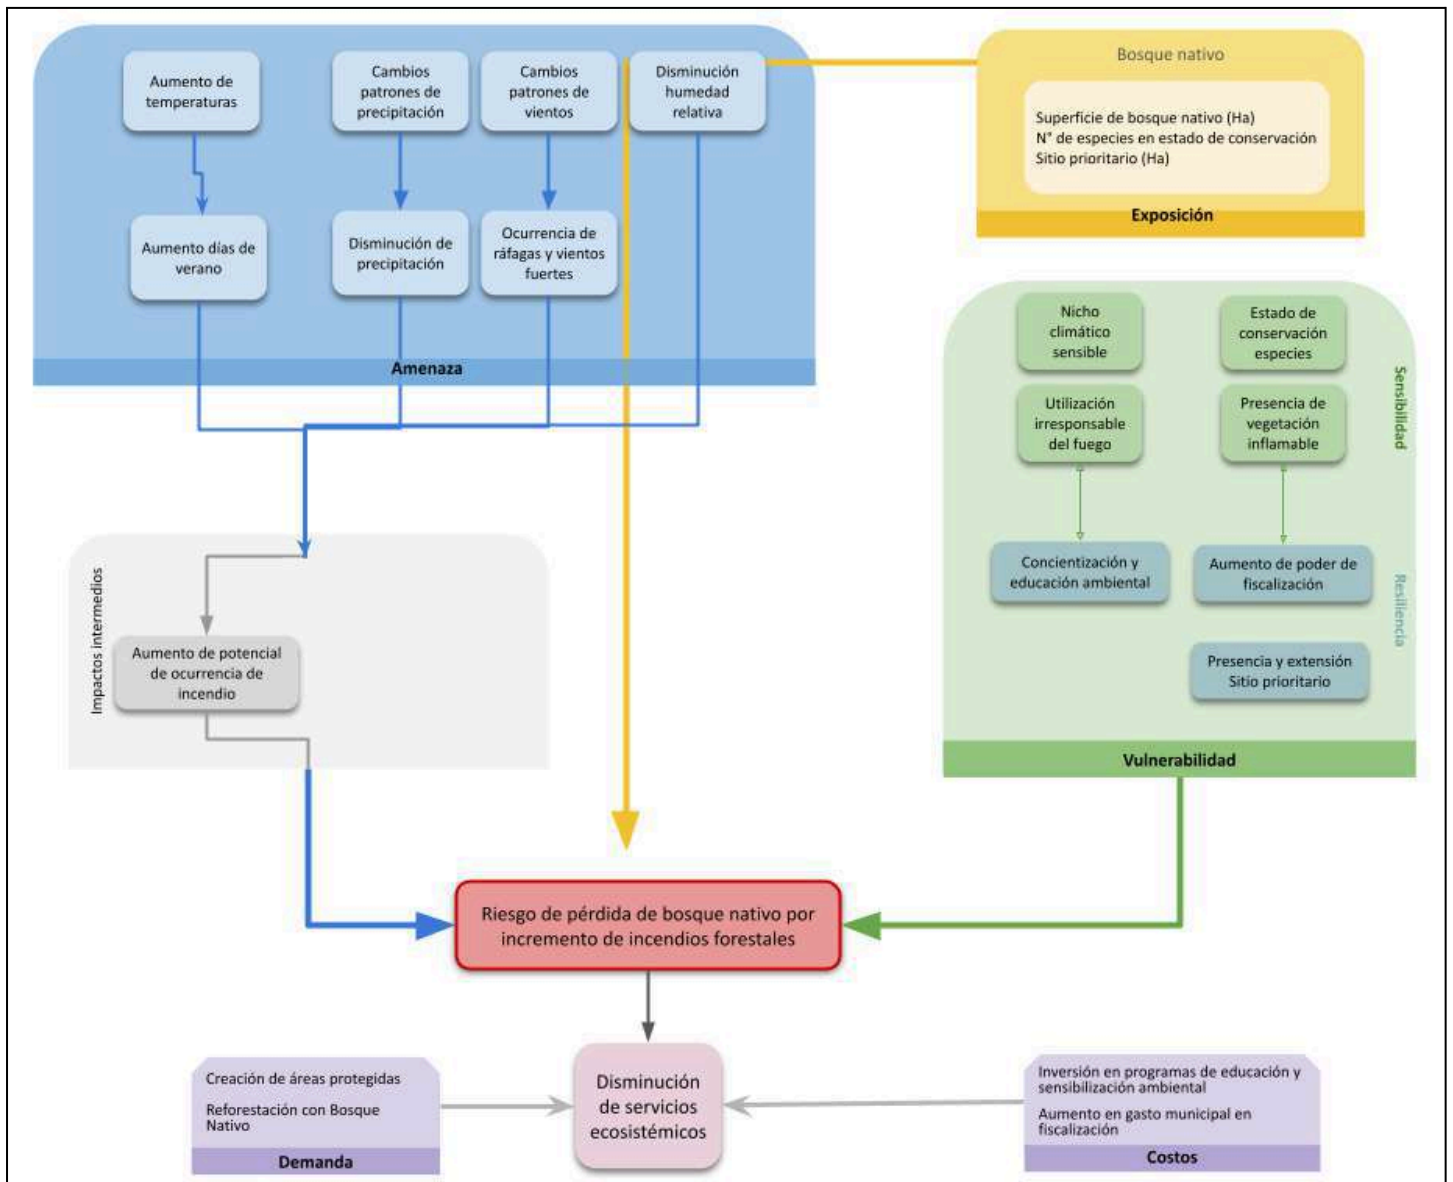 Aumento de
temperaturas
Cambios
patrones de
precipitación
Cambios
patrones de
vientos
Disminución
humedad
relativa
Aumento días de
verano
Disminución de
precipitación
Ocurrencia de
ráfagas y vientos
fuertes
Amenaza
Bosque nativo
Superficie de bosque nativo (Ha)
N° de especies en estado de conservación
Sitio prioritario (Ha)
Exposición
Nicho
climático
sensible
Estado de
conservación
especies
Utilización
irresponsable
del fuego
Presencia de
vegetación
inflamable
Sensibilidad
Concientización y
educación ambiental
Aumento de poder de
fiscalización
Presencia y extensión
Sitio prioritario
Resiliencia
Vulnerabilidad
Impactos intermedios
Aumento de potencial
de ocurrencia de
incendio
Riesgo de pérdida de bosque nativo por
incremento de incendios forestales
Disminución
de servicios
ecosistémicos
Creación de áreas protegidas
Reforestación con Bosque
Nativo
Demanda
Inversión en programas de educación y
sensibilización ambiental
Aumento en gasto municipal en
fiscalización
Costos